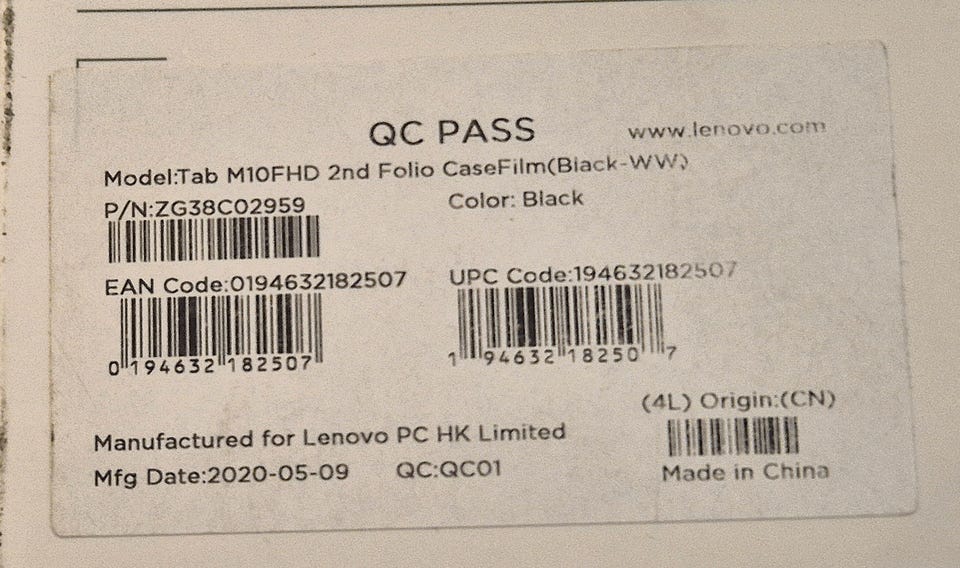 QC PASS
www.lenovo.com
Model:Tab M10FHD 2nd Folio CaseFilm(Black-WW)
P/N:ZG38C02959
Color: Black
EAN Code:0194632182507
UPC Code:194632182507
0 194632 182507
1 94632 18250 7
(4L) Origin:(CN)
Manufactured for Lenovo PC HK Limited
Mfg Date:2020-05-09 QC:QC01
Made in China